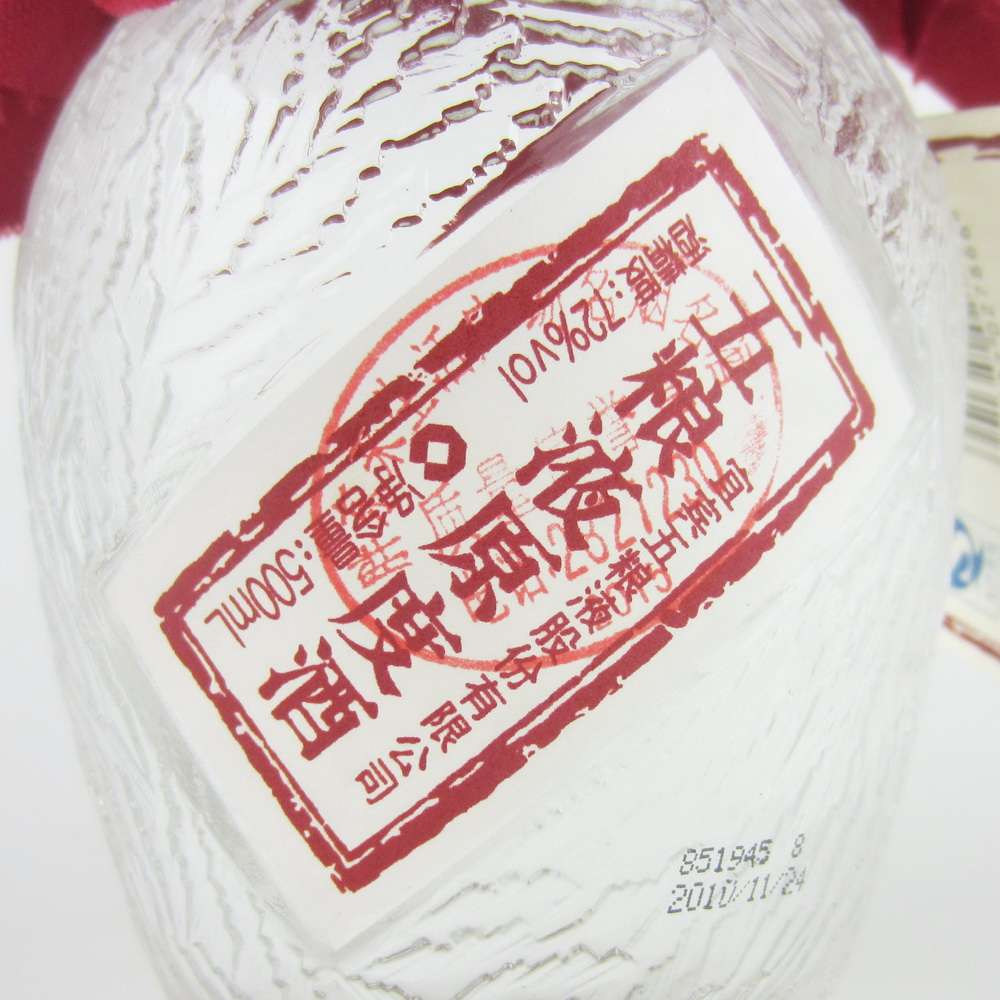 酒精度:72%vol
五粮液原度酒
净含量:500mL
宜宾五粮液股份有限公司
851945 8
2010/11/24